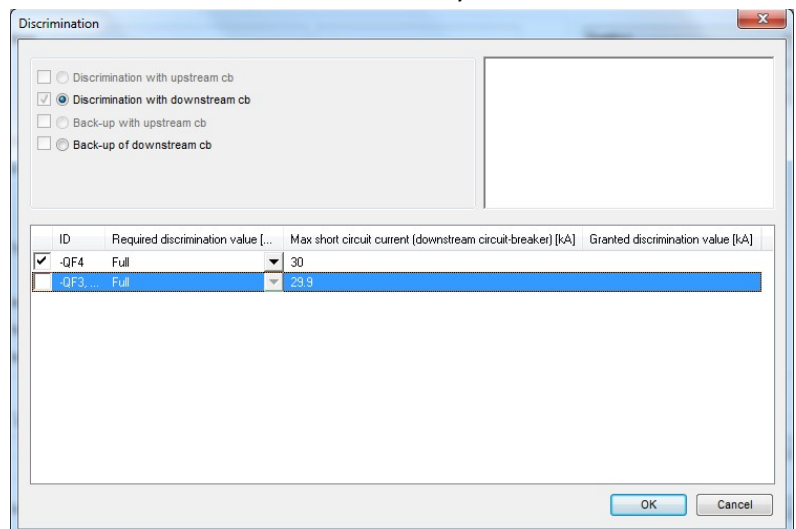 Discrimination
Discrimination with upstream cb
Discrimination with downstream cb
Back-up with upstream cb
Back-up of downstream cb
ID Required discrimination value [... Max short circuit current (downstream circuit-breaker) [kA] Granted discrimination value [kA]
-QF4 Full 30
-QF3, ... Full 29.9
OK Cancel